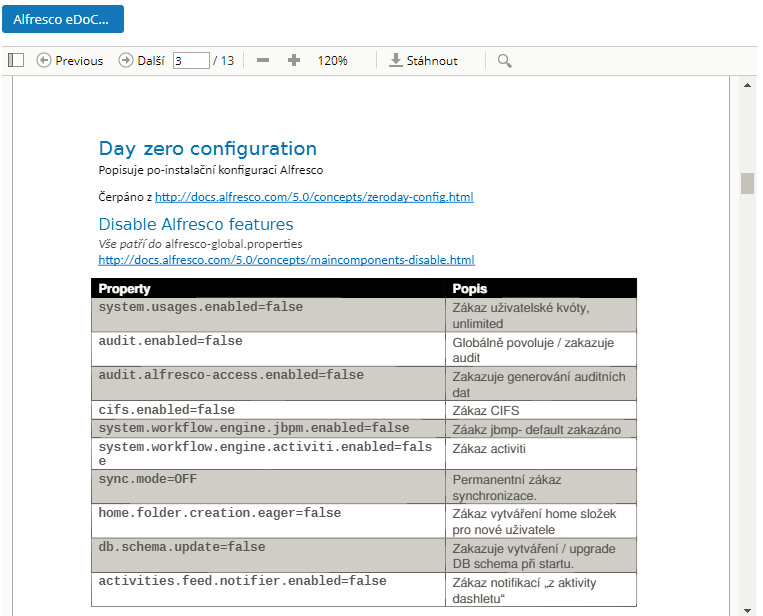 Alfresco eDoC...
Previous Další 3 / 13 120% Stáhnout
Day zero configuration
Popisuje po-instalační konfiguraci Alfresco
Čerpáno z http://docs.alfresco.com/5.0/concepts/zeroday-config.html
Disable Alfresco features
Vše patří do alfresco-global.properties
http://docs.alfresco.com/5.0/concepts/maincomponents-disable.html
Property Popis
system.usages.enabled=false Zákaz uživatelské kvóty,
unlimited
audit.enabled=false Globálně povoluje / zakazuje
audit
audit.alfresco-access.enabled=false Zakazuje generování auditních
dat
cifs.enabled=false Zákaz CIFS
system.workflow.engine.jbpm.enabled=false Záakz jbmp- default zakazáno
system.workflow.engine.activiti.enabled=fals Zákaz activiti
e
sync.mode=OFF Permanentní zákaz
synchronizace.
home.folder.creation.eager=false Zákaz vytváření home složek
pro nové uživatele
db.schema.update=false Zakazuje vytváření / upgrade
DB schema při startu.
activities.feed.notifier.enabled=false Zákaz notifikací „z aktivity
dashletu“